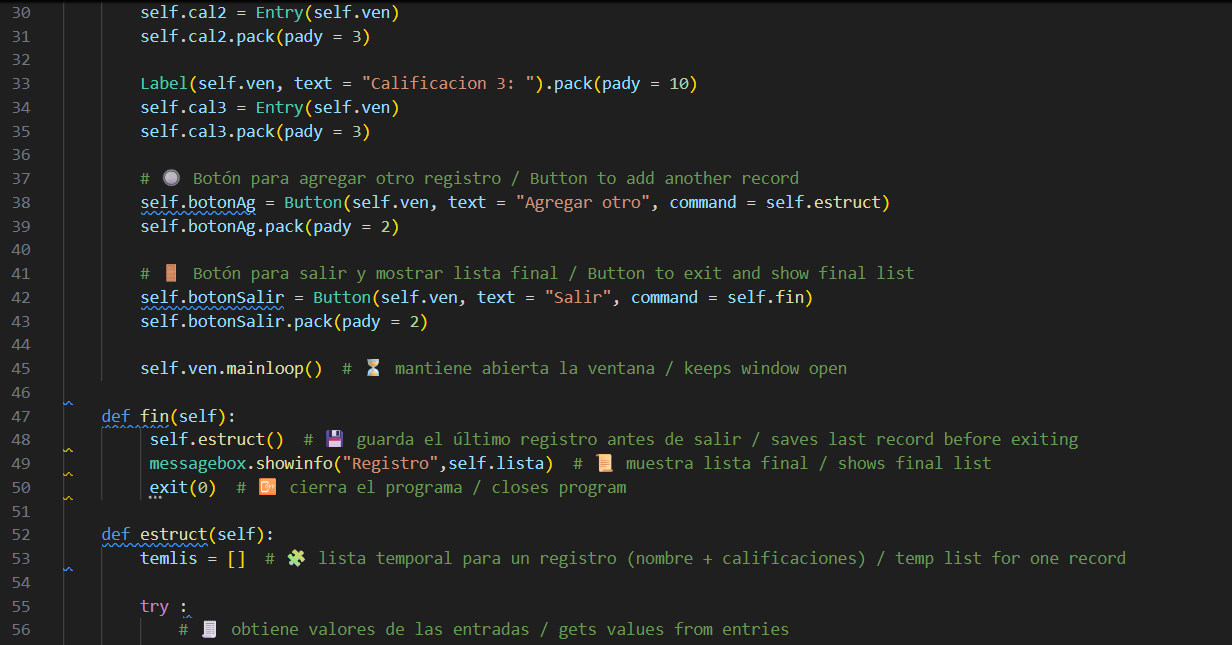 30 self.cal2 = Entry(self.ven)
31 self.cal2.pack(pady = 3)
32
33 Label(self.ven, text = "Calificacion 3: ").pack(pady = 10)
34 self.cal3 = Entry(self.ven)
35 self.cal3.pack(pady = 3)
36
37 # 🔘 Botón para agregar otro registro / Button to add another record
38 self.botonAg = Button(self.ven, text = "Agregar otro", command = self.estruct)
39 self.botonAg.pack(pady = 2)
40
41 # 🚪 Botón para salir y mostrar lista final / Button to exit and show final list
42 self.botonSalir = Button(self.ven, text = "Salir", command = self.fin)
43 self.botonSalir.pack(pady = 2)
44
45 self.ven.mainloop() # ⏳ mantiene abierta la ventana / keeps window open
46
47 def fin(self):
48 self.estruct() # 💾 guarda el último registro antes de salir / saves last record before exiting
49 messagebox.showinfo("Registro",self.lista) # 📜 muestra lista final / shows final list
50 exit(0) # 📴 cierra el programa / closes program
51
52 def estruct(self):
53 temlis = [] # 🧩 lista temporal para un registro (nombre + calificaciones) / temp list for one record
54
55 try :
56 # 🧾 obtiene valores de las entradas / gets values from entries